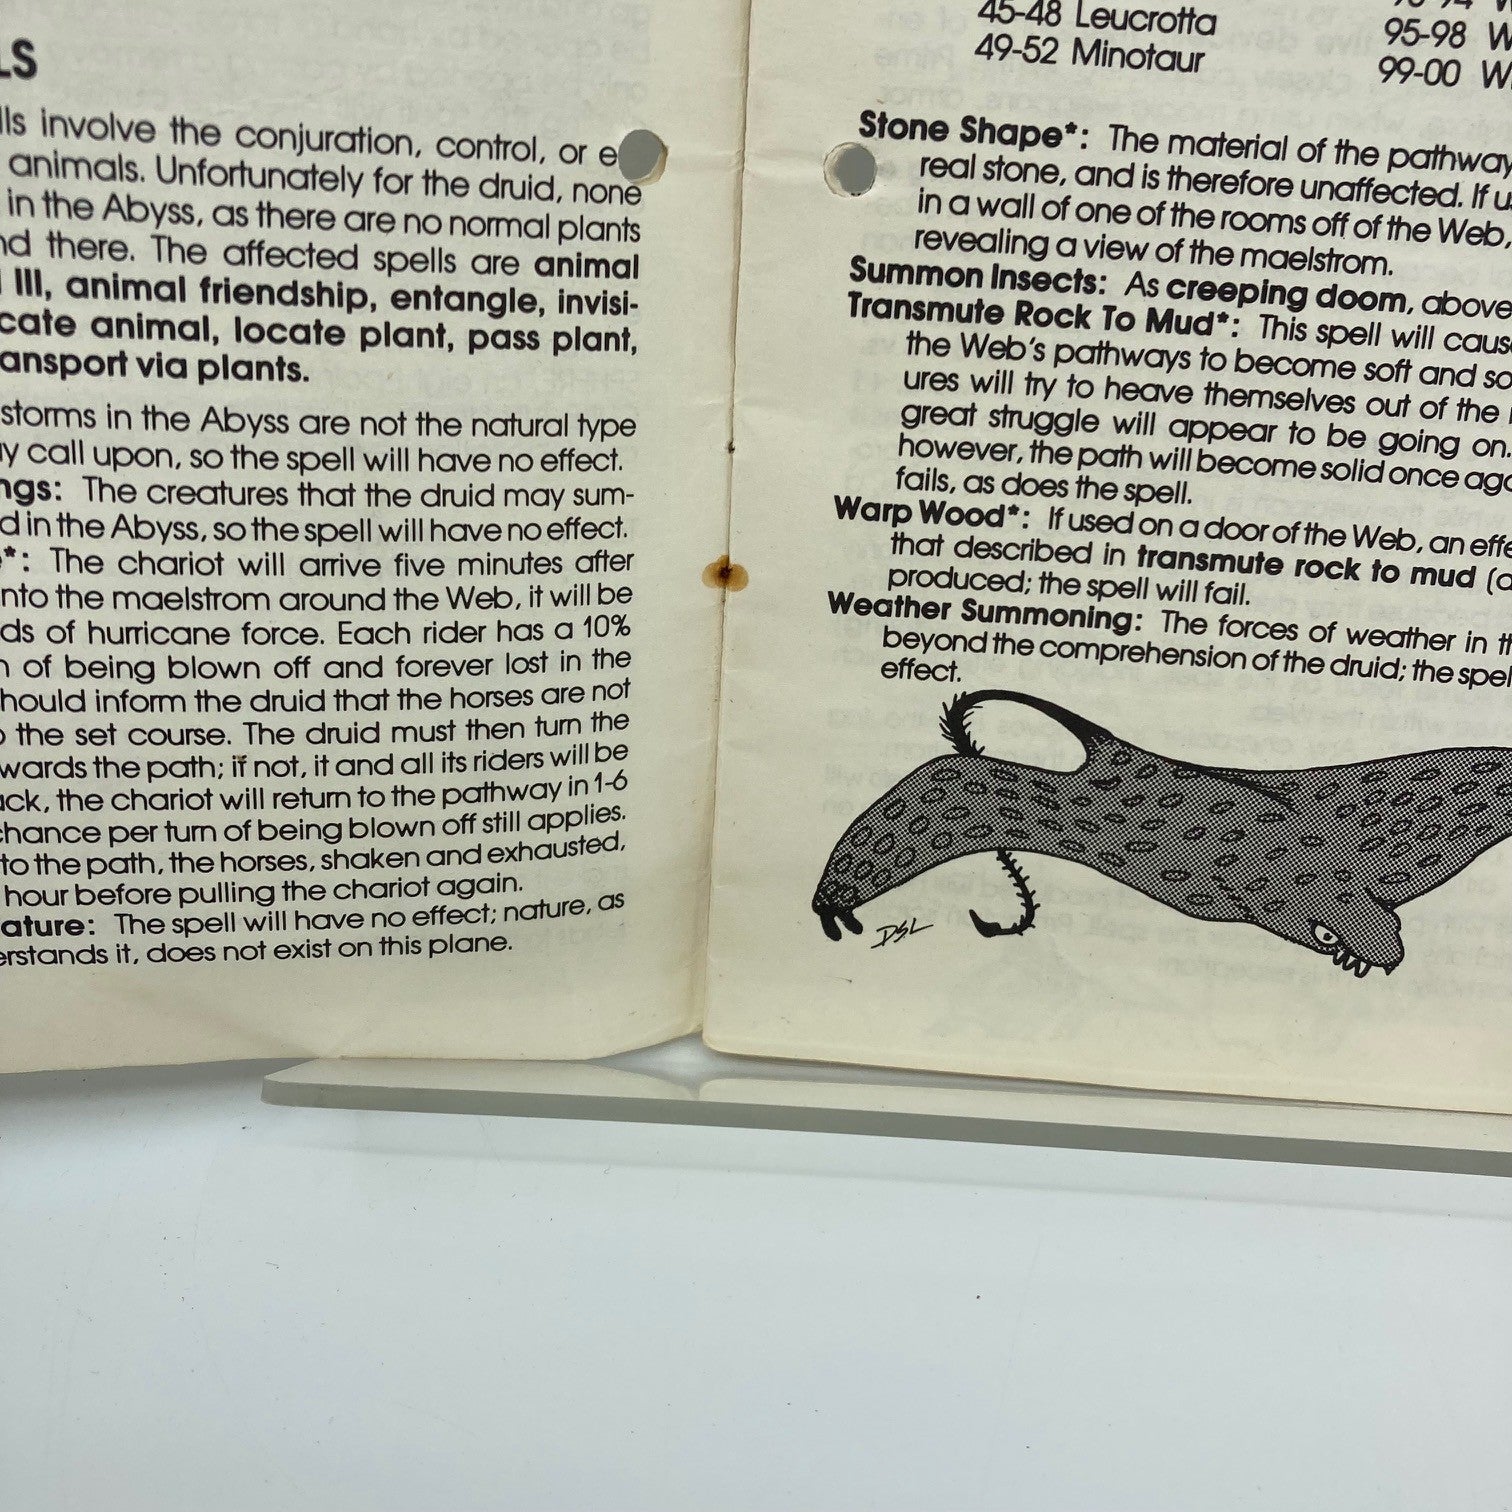 LS
lls involve the conjuration, control, or
animals. Unfortunately for the druid, none
in the Abyss, as there are no normal plants
nd there. The affected spells are animal
III, animal friendship, entangle, invisi-
cate animal, locate plant, pass plant,
ansport via plants.
storms in the Abyss are not the natural type
y call upon, so the spell will have no effect.
ngs: The creatures that the druid may sum-
d in the Abyss, so the spell will have no effect.
*: The chariot will arrive five minutes after
nto the maelstrom around the Web, it will be
ds of hurricane force. Each rider has a 10%
n of being blown off and forever lost in the
hould inform the druid that the horses are not
o the set course. The druid must then turn the
wards the path; if not, it and all its riders will be
ack, the chariot will return to the pathway in 1-6
chance per turn of being blown off still applies.
to the path, the horses, shaken and exhausted,
hour before pulling the chariot again.
ature: The spell will have no effect; nature, as
erstands it, does not exist on this plane.
45-48 Leucrotta
95-98 W
49-52 Minotaur
99-00 W
Stone Shape*: The material of the pathway
real stone, and is therefore unaffected. If u
in a wall of one of the rooms off of the Web,
revealing a view of the maelstrom.
Summon Insects: As creeping doom, above
Transmute Rock To Mud*: This spell will caus
the Web's pathways to become soft and so
ures will try to heave themselves out of the
great struggle will appear to be going on.
however, the path will become solid once aga
fails, as does the spell.
Warp Wood*: If used on a door of the Web, an effe
that described in transmute rock to mud (
produced; the spell will fail.
Weather Summoning: The forces of weather in th
beyond the comprehension of the druid; the spel
effect.
DSL